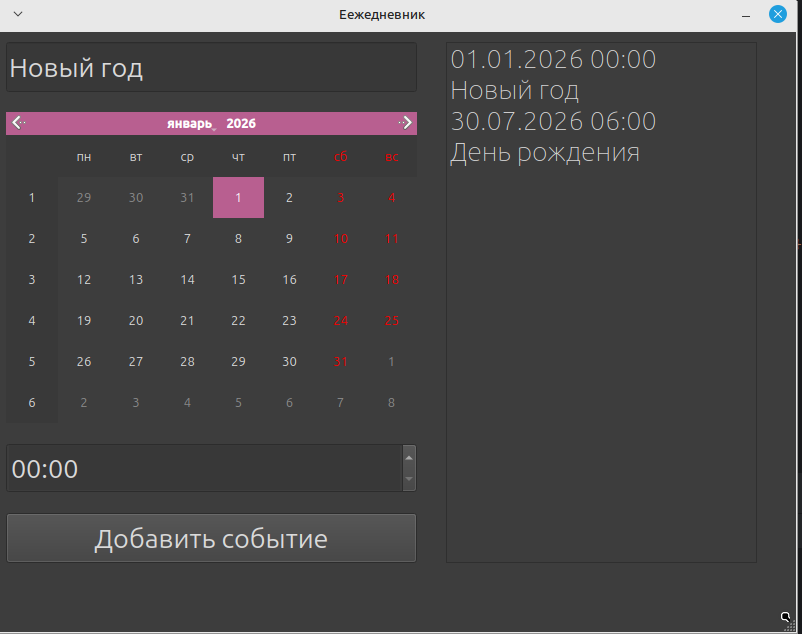 Еежедневник
Новый год
январь 2026
пн вт ср чт пт сб вс
1 29 30 31 1 2 3 4
2 5 6 7 8 9 10 11
3 12 13 14 15 16 17 18
4 19 20 21 22 23 24 25
5 26 27 28 29 30 31 1
6 2 3 4 5 6 7 8
00:00
Добавить событие
01.01.2026 00:00
Новый год
30.07.2026 06:00
День рождения